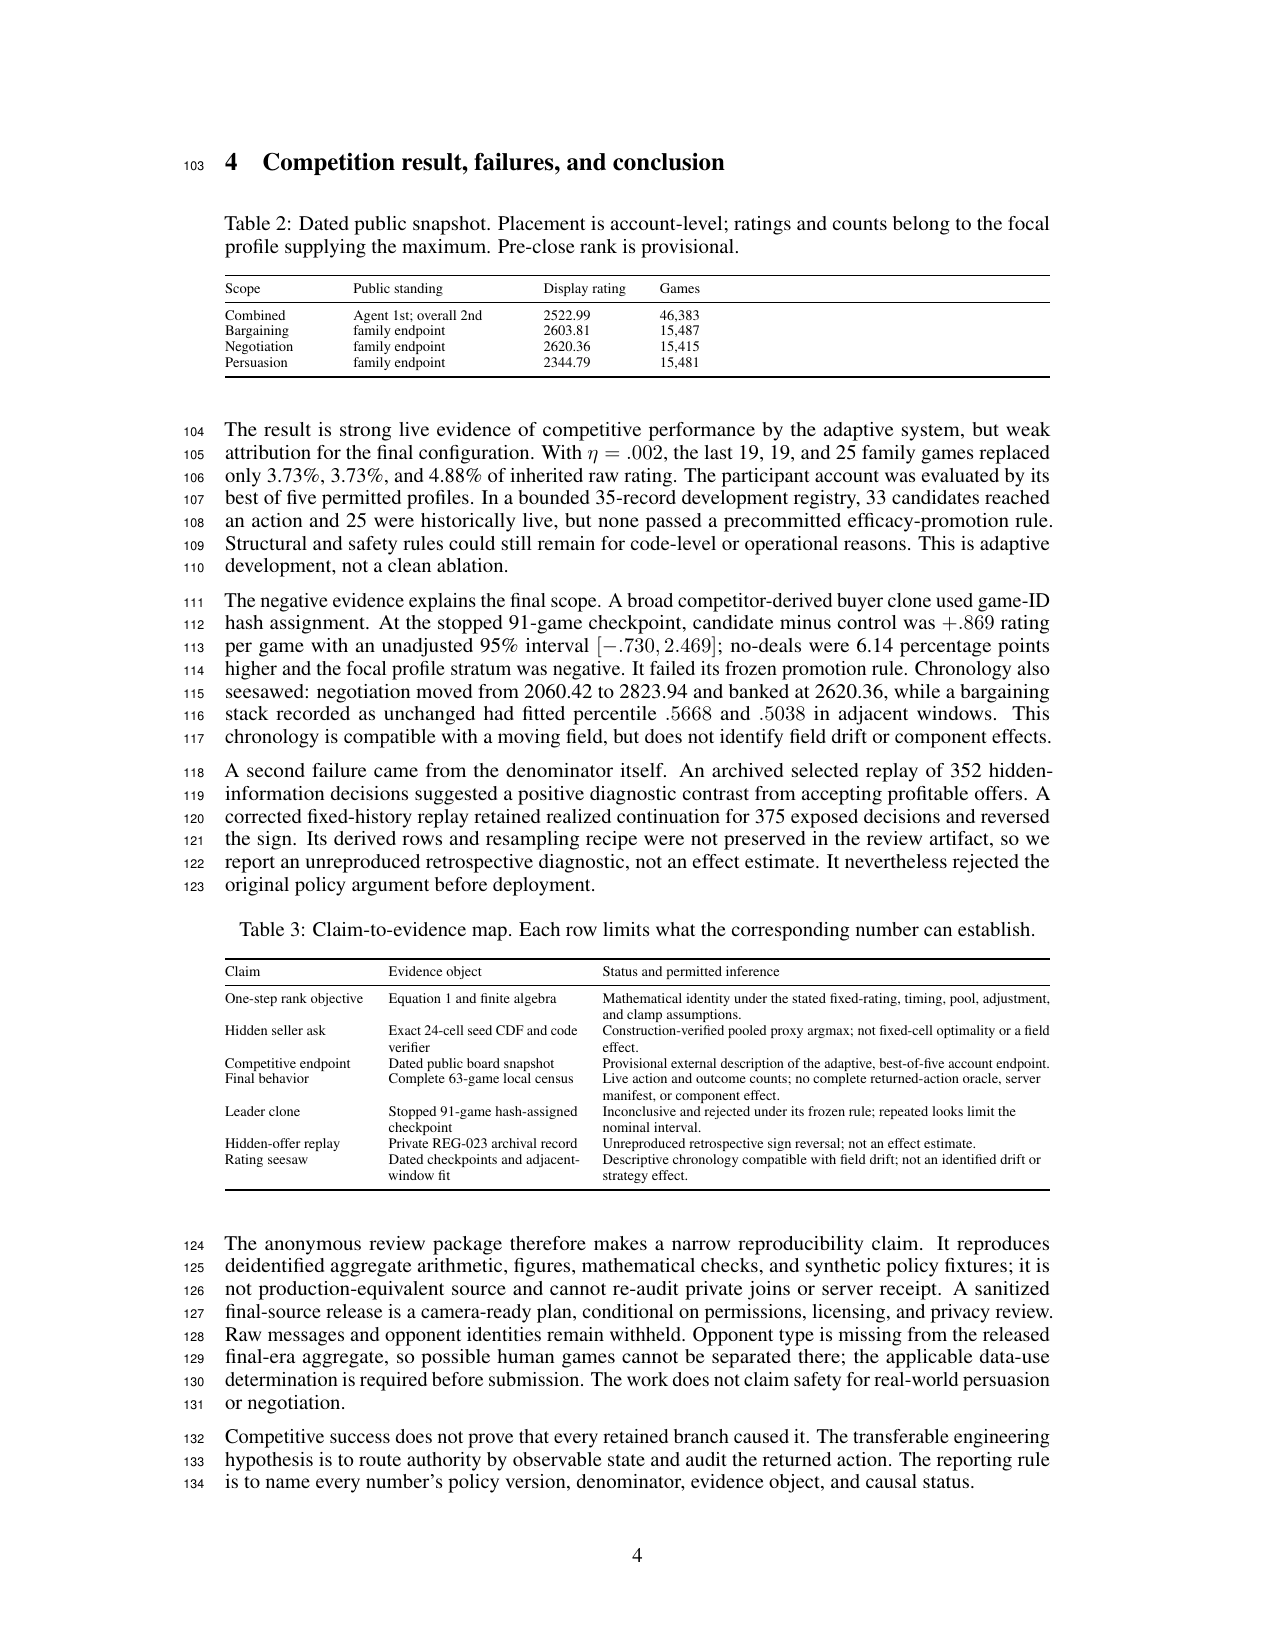 103 4 Competition result, failures, and conclusion
Table 2: Dated public snapshot. Placement is account-level; ratings and counts belong to the focal
profile supplying the maximum. Pre-close rank is provisional.
Scope Public standing Display rating Games
Combined Agent 1st; overall 2nd 2522.99 46,383
Bargaining family endpoint 2603.81 15,487
Negotiation family endpoint 2620.36 15,415
Persuasion family endpoint 2344.79 15,481
104 The result is strong live evidence of competitive performance by the adaptive system, but weak
105 attribution for the final configuration. With η = .002, the last 19, 19, and 25 family games replaced
106 only 3.73%, 3.73%, and 4.88% of inherited raw rating. The participant account was evaluated by its
107 best of five permitted profiles. In a bounded 35-record development registry, 33 candidates reached
108 an action and 25 were historically live, but none passed a precommitted efficacy-promotion rule.
109 Structural and safety rules could still remain for code-level or operational reasons. This is adaptive
110 development, not a clean ablation.
111 The negative evidence explains the final scope. A broad competitor-derived buyer clone used game-ID
112 hash assignment. At the stopped 91-game checkpoint, candidate minus control was +.869 rating
113 per game with an unadjusted 95% interval [−.730, 2.469]; no-deals were 6.14 percentage points
114 higher and the focal profile stratum was negative. It failed its frozen promotion rule. Chronology also
115 seesawed: negotiation moved from 2060.42 to 2823.94 and banked at 2620.36, while a bargaining
116 stack recorded as unchanged had fitted percentile .5668 and .5038 in adjacent windows. This
117 chronology is compatible with a moving field, but does not identify field drift or component effects.
118 A second failure came from the denominator itself. An archived selected replay of 352 hidden-
119 information decisions suggested a positive diagnostic contrast from accepting profitable offers. A
120 corrected fixed-history replay retained realized continuation for 375 exposed decisions and reversed
121 the sign. Its derived rows and resampling recipe were not preserved in the review artifact, so we
122 report an unreproduced retrospective diagnostic, not an effect estimate. It nevertheless rejected the
123 original policy argument before deployment.
Table 3: Claim-to-evidence map. Each row limits what the corresponding number can establish.
Claim Evidence object Status and permitted inference
One-step rank objective Equation 1 and finite algebra Mathematical identity under the stated fixed-rating, timing, pool, adjustment,
and clamp assumptions.
Hidden seller ask Exact 24-cell seed CDF and code Construction-verified pooled proxy argmax; not fixed-cell optimality or a field
verifier effect.
Competitive endpoint Dated public board snapshot Provisional external description of the adaptive, best-of-five account endpoint.
Final behavior Complete 63-game local census Live action and outcome counts; no complete returned-action oracle, server
manifest, or component effect.
Leader clone Stopped 91-game hash-assigned Inconclusive and rejected under its frozen rule; repeated looks limit the
checkpoint nominal interval.
Hidden-offer replay Private REG-023 archival record Unreproduced retrospective sign reversal; not an effect estimate.
Rating seesaw Dated checkpoints and adjacent- Descriptive chronology compatible with field drift; not an identified drift or
window fit strategy effect.
124 The anonymous review package therefore makes a narrow reproducibility claim. It reproduces
125 deidentified aggregate arithmetic, figures, mathematical checks, and synthetic policy fixtures; it is
126 not production-equivalent source and cannot re-audit private joins or server receipt. A sanitized
127 final-source release is a camera-ready plan, conditional on permissions, licensing, and privacy review.
128 Raw messages and opponent identities remain withheld. Opponent type is missing from the released
129 final-era aggregate, so possible human games cannot be separated there; the applicable data-use
130 determination is required before submission. The work does not claim safety for real-world persuasion
131 or negotiation.
132 Competitive success does not prove that every retained branch caused it. The transferable engineering
133 hypothesis is to route authority by observable state and audit the returned action. The reporting rule
134 is to name every number's policy version, denominator, evidence object, and causal status.
4